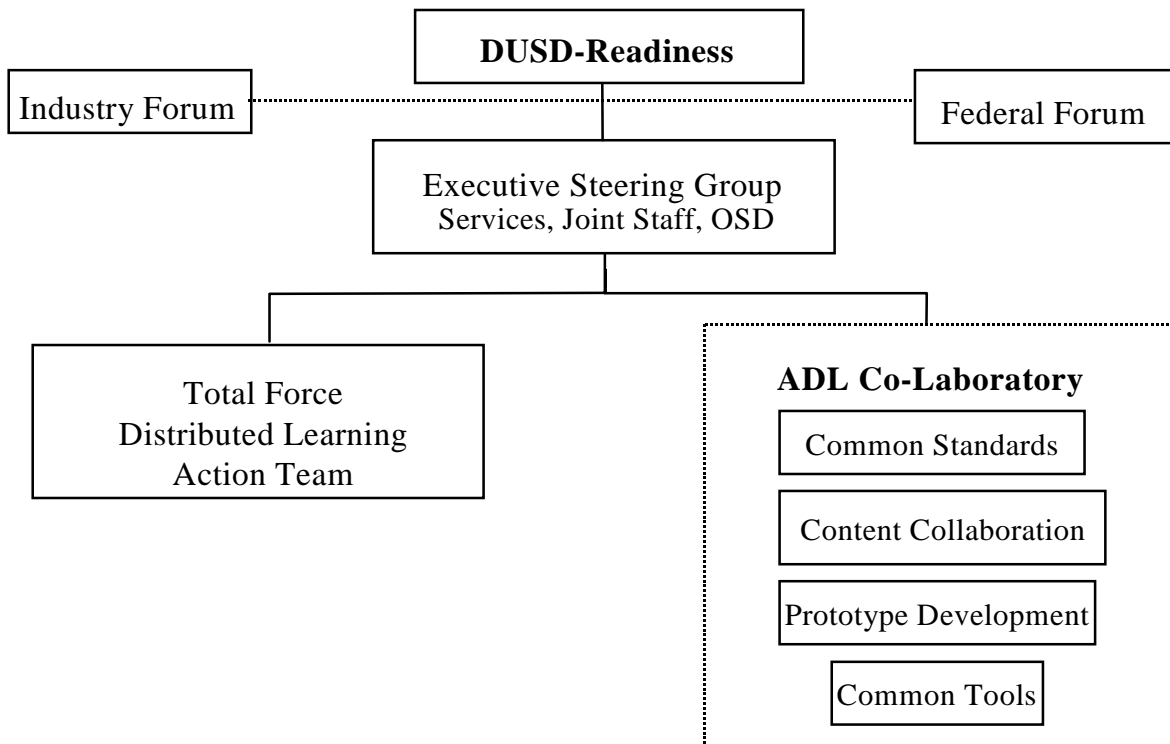 DUSD-Readiness
Industry Forum
Federal Forum
Executive Steering Group
Services, Joint Staff, OSD
Total Force
Distributed Learning
Action Team
ADL Co-Laboratory
Common Standards
Content Collaboration
Prototype Development
Common Tools